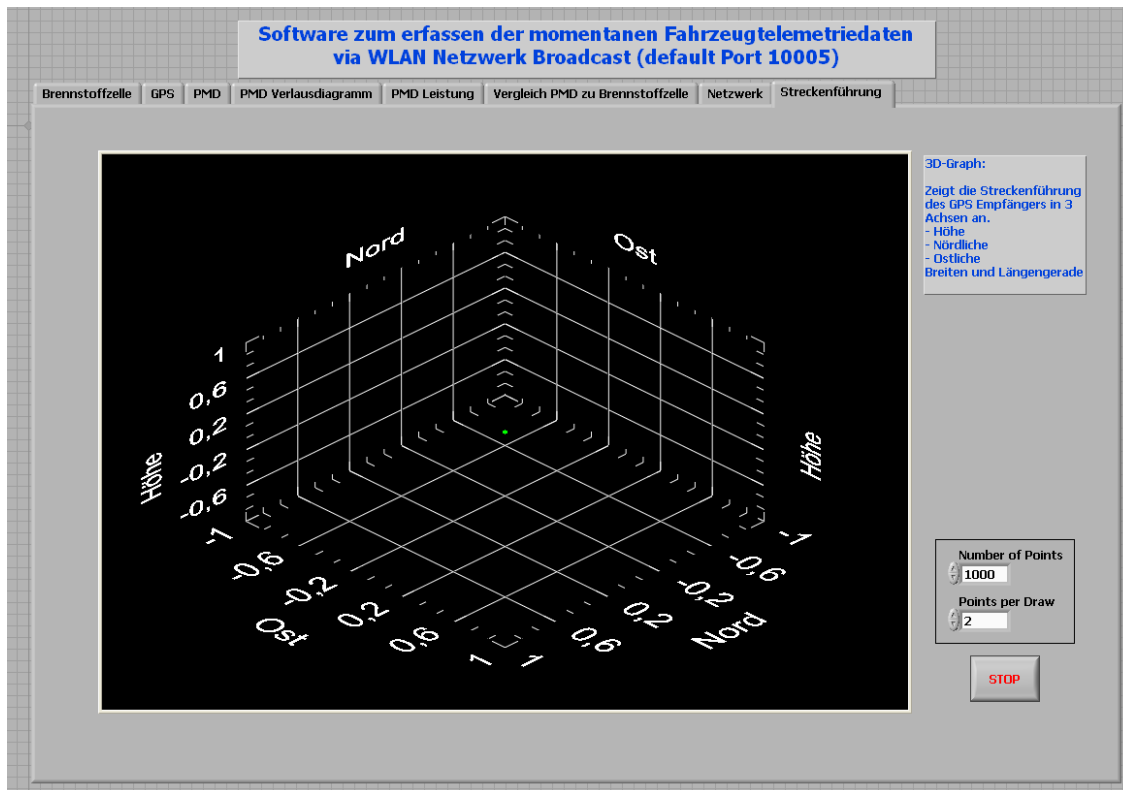 Software zum erfassen der momentanen Fahrzeugtelemetriedaten
via WLAN Netzwerk Broadcast (default Port 10005)
Brennstoffzelle GPS PMD PMD Verlausdiagramm PMD Leistung Vergleich PMD zu Brennstoffzelle Netzwerk Streckenführung
3D-Graph:
Zeigt die Streckenführung
des GPS Empfängers in 3
Achsen an.
- Höhe
- Nördliche
- Östliche
Breiten und Längengerade
Nord
Ost
1
0,6
0,2
-0,2
-0,6
Höhe
Höhe
-1
-0,6
-0,2
0,2
0,6
1
Ost
-1
-0,6
-0,2
0,2
0,6
1
Nord
Number of Points
1000
Points per Draw
2
STOP